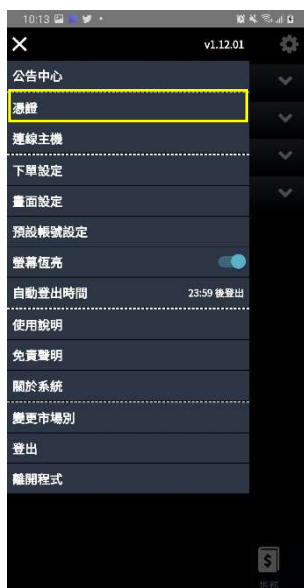 10:13
v1.12.01
公告中心
憑證
連線主機
下單設定
畫面設定
預設帳號設定
螢幕恆亮
自動登出時間 23:59 後登出
使用說明
免責聲明
關於系統
變更市場別
登出
離開程式
帳務